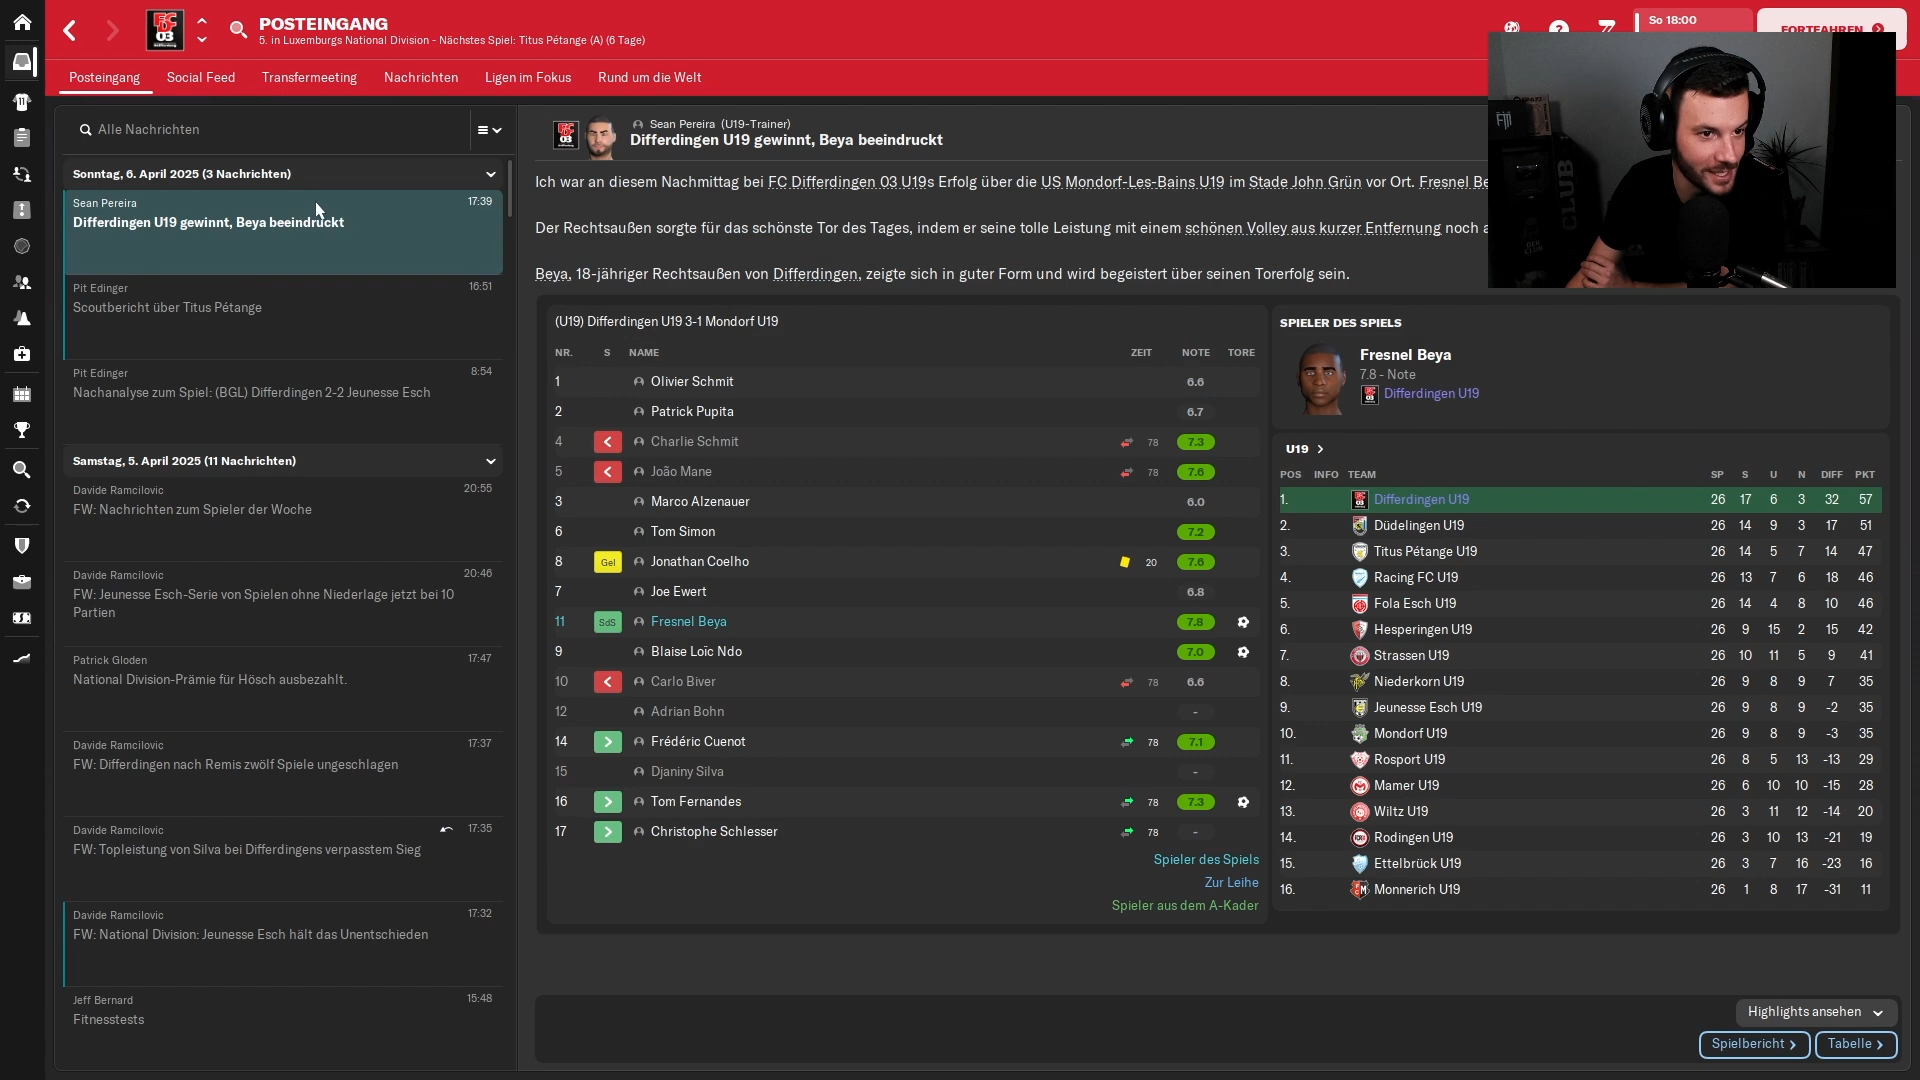 POSTEINGANG
5. in Luxemburgs National Division - Nächstes Spiel: Titus Pétange (A) (6 Tage)
So 18:00
FORTFAHREN
Posteingang
Social Feed
Transfermeeting
Nachrichten
Ligen im Fokus
Rund um die Welt
Alle Nachrichten
Sonntag, 6. April 2025 (3 Nachrichten)
Sean Pereira 17:39
Differdingen U19 gewinnt, Beya beeindruckt
Pit Edinger 16:51
Scoutbericht über Titus Pétange
Pit Edinger 8:54
Nachanalyse zum Spiel: (BGL) Differdingen 2-2 Jeunesse Esch
Samstag, 5. April 2025 (11 Nachrichten)
Davide Ramcilovic 20:55
FW: Nachrichten zum Spieler der Woche
Davide Ramcilovic 20:46
FW: Jeunesse Esch-Serie von Spielen ohne Niederlage jetzt bei 10
Partien
Patrick Gloden 17:47
National Division-Prämie für Hösch ausbezahlt.
Davide Ramcilovic 17:37
FW: Differdingen nach Remis zwölf Spiele ungeschlagen
Davide Ramcilovic 17:35
FW: Topleistung von Silva bei Differdingens verpasstem Sieg
Davide Ramcilovic 17:32
FW: National Division: Jeunesse Esch hält das Unentschieden
Jeff Bernard 15:48
Fitnesstests
Sean Pereira (U19-Trainer)
Differdingen U19 gewinnt, Beya beeindruckt
Ich war an diesem Nachmittag bei FC Differdingen 03 U19s Erfolg über die US Mondorf-Les-Bains U19 im Stade John Grün vor Ort. Fresnel Be
Der Rechtsaußen sorgte für das schönste Tor des Tages, indem er seine tolle Leistung mit einem schönen Volley aus kurzer Entfernung noch
Beya, 18-jähriger Rechtsaußen von Differdingen, zeigte sich in guter Form und wird begeistert über seinen Torerfolg sein.
(U19) Differdingen U19 3-1 Mondorf U19
NR. S NAME ZEIT NOTE TORE
1 Olivier Schmit 6.6
2 Patrick Pupita 6.7
4 Charlie Schmit 78 7.3
5 João Mane 78 7.6
3 Marco Alzenauer 6.0
6 Tom Simon 7.2
8 Gel Jonathan Coelho 20 7.6
7 Joe Ewert 6.8
11 SdS Fresnel Beya 7.8
9 Blaise Loïc Ndo 7.0
10 Carlo Biver 78 6.6
12 Adrian Bohn -
14 Frédéric Cuenot 78 7.1
15 Djaniny Silva -
16 Tom Fernandes 78 7.3
17 Christophe Schlesser 78 -
Spieler des Spiels
Zur Leihe
Spieler aus dem A-Kader
SPIELER DES SPIELS
Fresnel Beya
7.8 - Note
Differdingen U19
U19
POS INFO TEAM SP S U N DIFF PKT
1. Differdingen U19 26 17 6 3 32 57
2. Düdelingen U19 26 14 9 3 17 51
3. Titus Pétange U19 26 14 5 7 14 47
4. Racing FC U19 26 13 7 6 18 46
5. Fola Esch U19 26 14 4 8 10 46
6. Hesperingen U19 26 9 15 2 15 42
7. Strassen U19 26 10 11 5 9 41
8. Niederkorn U19 26 9 8 9 7 35
9. Jeunesse Esch U19 26 9 8 9 -2 35
10. Mondorf U19 26 9 8 9 -3 35
11. Rosport U19 26 8 5 13 -13 29
12. Mamer U19 26 6 10 10 -15 28
13. Wiltz U19 26 3 11 12 -14 20
14. Rodingen U19 26 3 10 13 -21 19
15. Ettelbrück U19 26 3 7 16 -23 16
16. Monnerich U19 26 1 8 17 -31 11
Highlights ansehen
Spielbericht
Tabelle